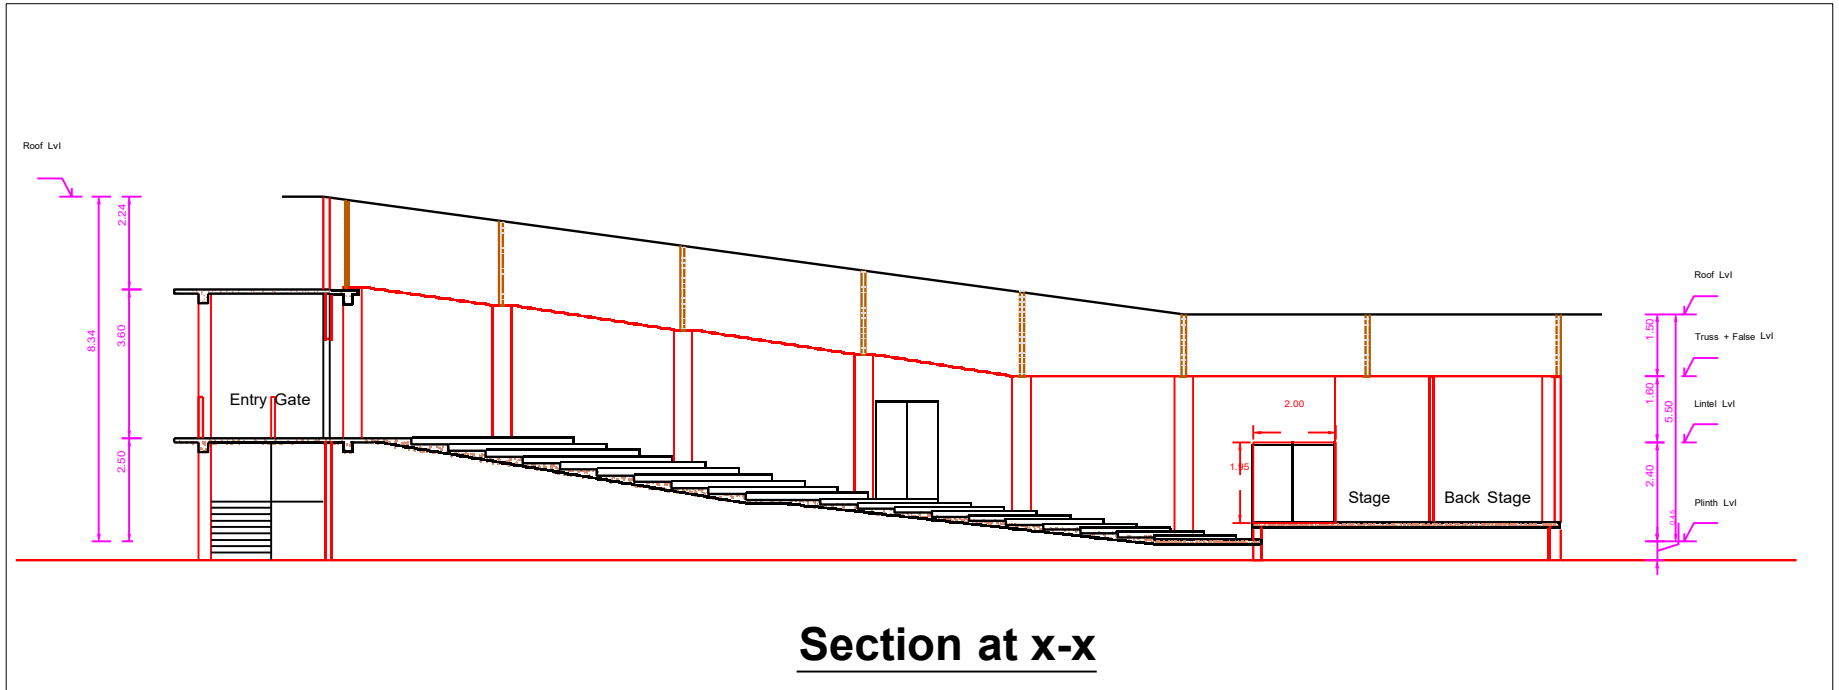 Roof Lvl
2.24
8.34
3.60
2.50
Entry Gate
Roof Lvl
1.50
Truss + False Lvl
1.60
5.50
Lintel Lvl
2.00
1.95
2.40
Stage
Back Stage
Plinth Lvl
0.45
Section at x-x